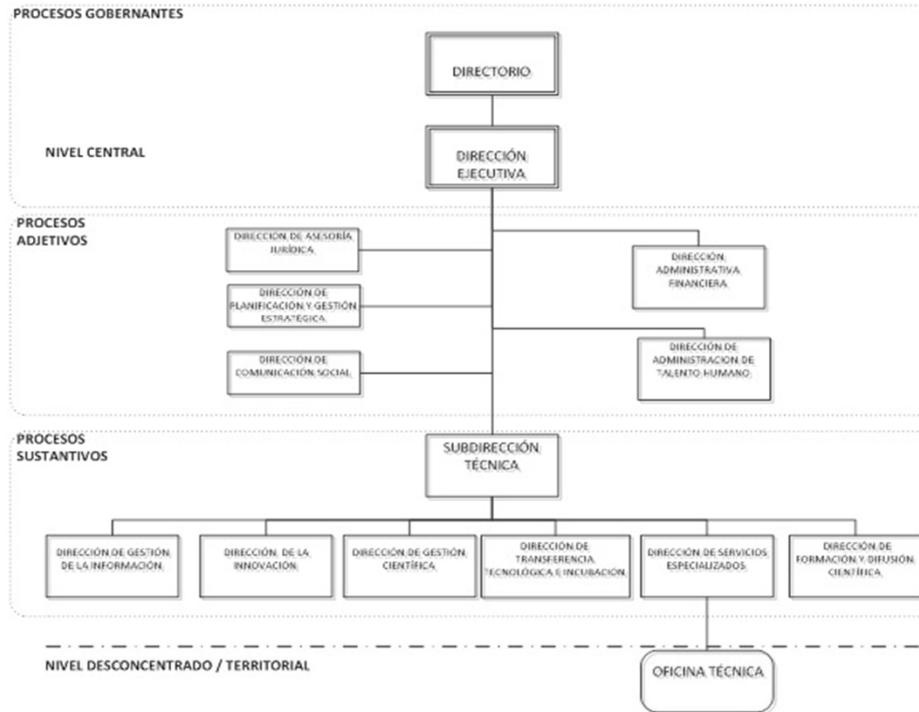 PROCESOS GOBERNANTES
DIRECTORIO
NIVEL CENTRAL
DIRECCIÓN
EJECUTIVA
PROCESOS
ADJETIVOS
DIRECCIÓN DE ASESORÍA
JURÍDICA
DIRECCIÓN
ADMINISTRATIVA
FINANCIERA
DIRECCIÓN DE
PLANIFICACIÓN Y GESTIÓN
ESTRATÉGICA
DIRECCIÓN DE
COMUNICACIÓN SOCIAL
DIRECCIÓN DE
ADMINISTRACION DE
TALENTO HUMANO
PROCESOS
SUSTANTIVOS
SUBDIRECCIÓN
TÉCNICA
DIRECCIÓN DE GESTIÓN
DE LA INFORMACIÓN
DIRECCIÓN DE LA
INNOVACIÓN
DIRECCIÓN DE GESTIÓN
CIENTÍFICA
DIRECCIÓN DE
TRANSFERENCIA
TECNOLÓGICA E INCUBACIÓN
DIRECCIÓN DE SERVICIOS
ESPECIALIZADOS
DIRECCIÓN DE
FORMACIÓN Y DIFUSIÓN
CIENTÍFICA
NIVEL DESCONCENTRADO / TERRITORIAL
OFICINA TÉCNICA